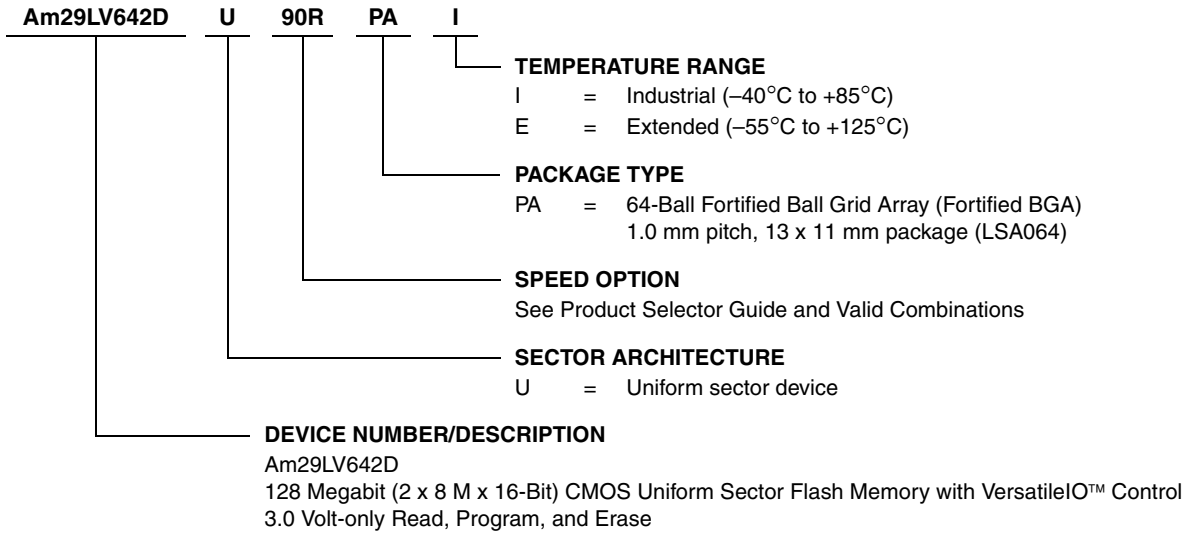 Am29LV642D U 90R PA I
TEMPERATURE RANGE
I = Industrial (–40°C to +85°C)
E = Extended (–55°C to +125°C)
PACKAGE TYPE
PA = 64-Ball Fortified Ball Grid Array (Fortified BGA)
1.0 mm pitch, 13 x 11 mm package (LSA064)
SPEED OPTION
See Product Selector Guide and Valid Combinations
SECTOR ARCHITECTURE
U = Uniform sector device
DEVICE NUMBER/DESCRIPTION
Am29LV642D
128 Megabit (2 x 8 M x 16-Bit) CMOS Uniform Sector Flash Memory with VersatileIO™ Control
3.0 Volt-only Read, Program, and Erase